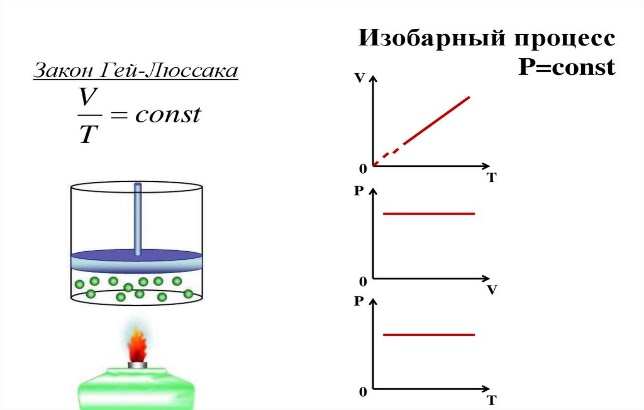 Изобарный процесс
P=const
Закон Гей-Люссака
V
T
= const
V
0
T
P
0
V
P
0
T